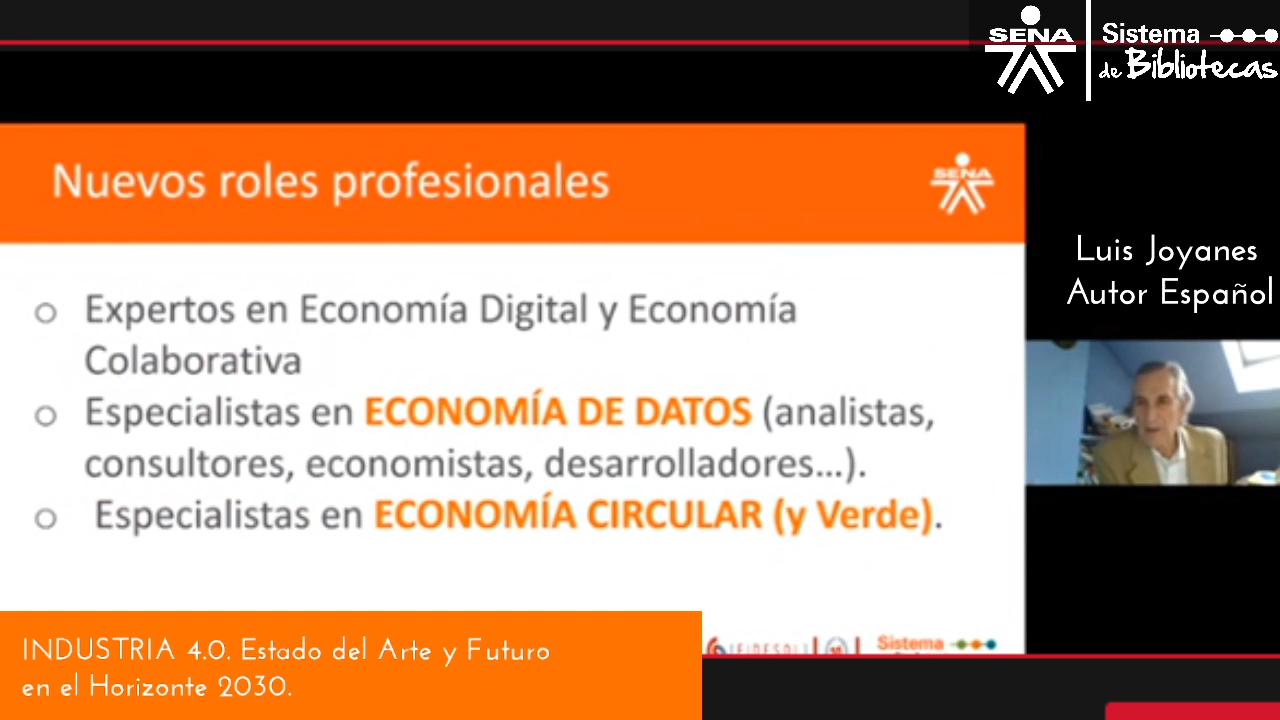 SENA
Sistema
de Bibliotecas
Nuevos roles profesionales
SENA
Luis Joyanes
Autor Español
o Expertos en Economía Digital y Economía
Colaborativa
o Especialistas en ECONOMÍA DE DATOS (analistas,
consultores, economistas, desarrolladores...).
o Especialistas en ECONOMÍA CIRCULAR (y Verde).
Sistema
INDUSTRIA 4.0. Estado del Arte y Futuro
en el Horizonte 2030.